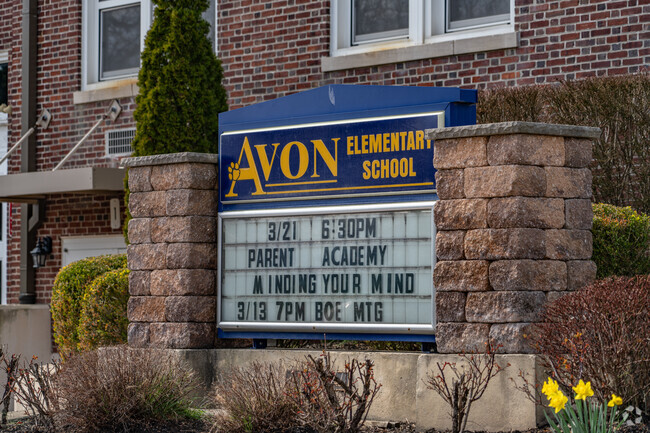 AVON
ELEMENTARY
SCHOOL
3/21 6:30PM
PARENT ACADEMY
MINDING YOUR MIND
3/13 7PM BOE MTG